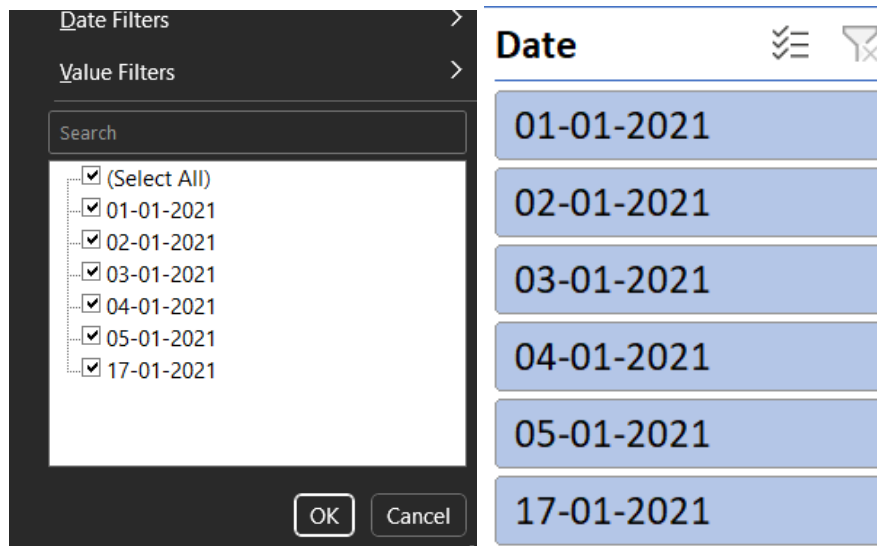 Date Filters
Value Filters
Search
(Select All)
01-01-2021
02-01-2021
03-01-2021
04-01-2021
05-01-2021
17-01-2021
OK Cancel
Date
01-01-2021
02-01-2021
03-01-2021
04-01-2021
05-01-2021
17-01-2021